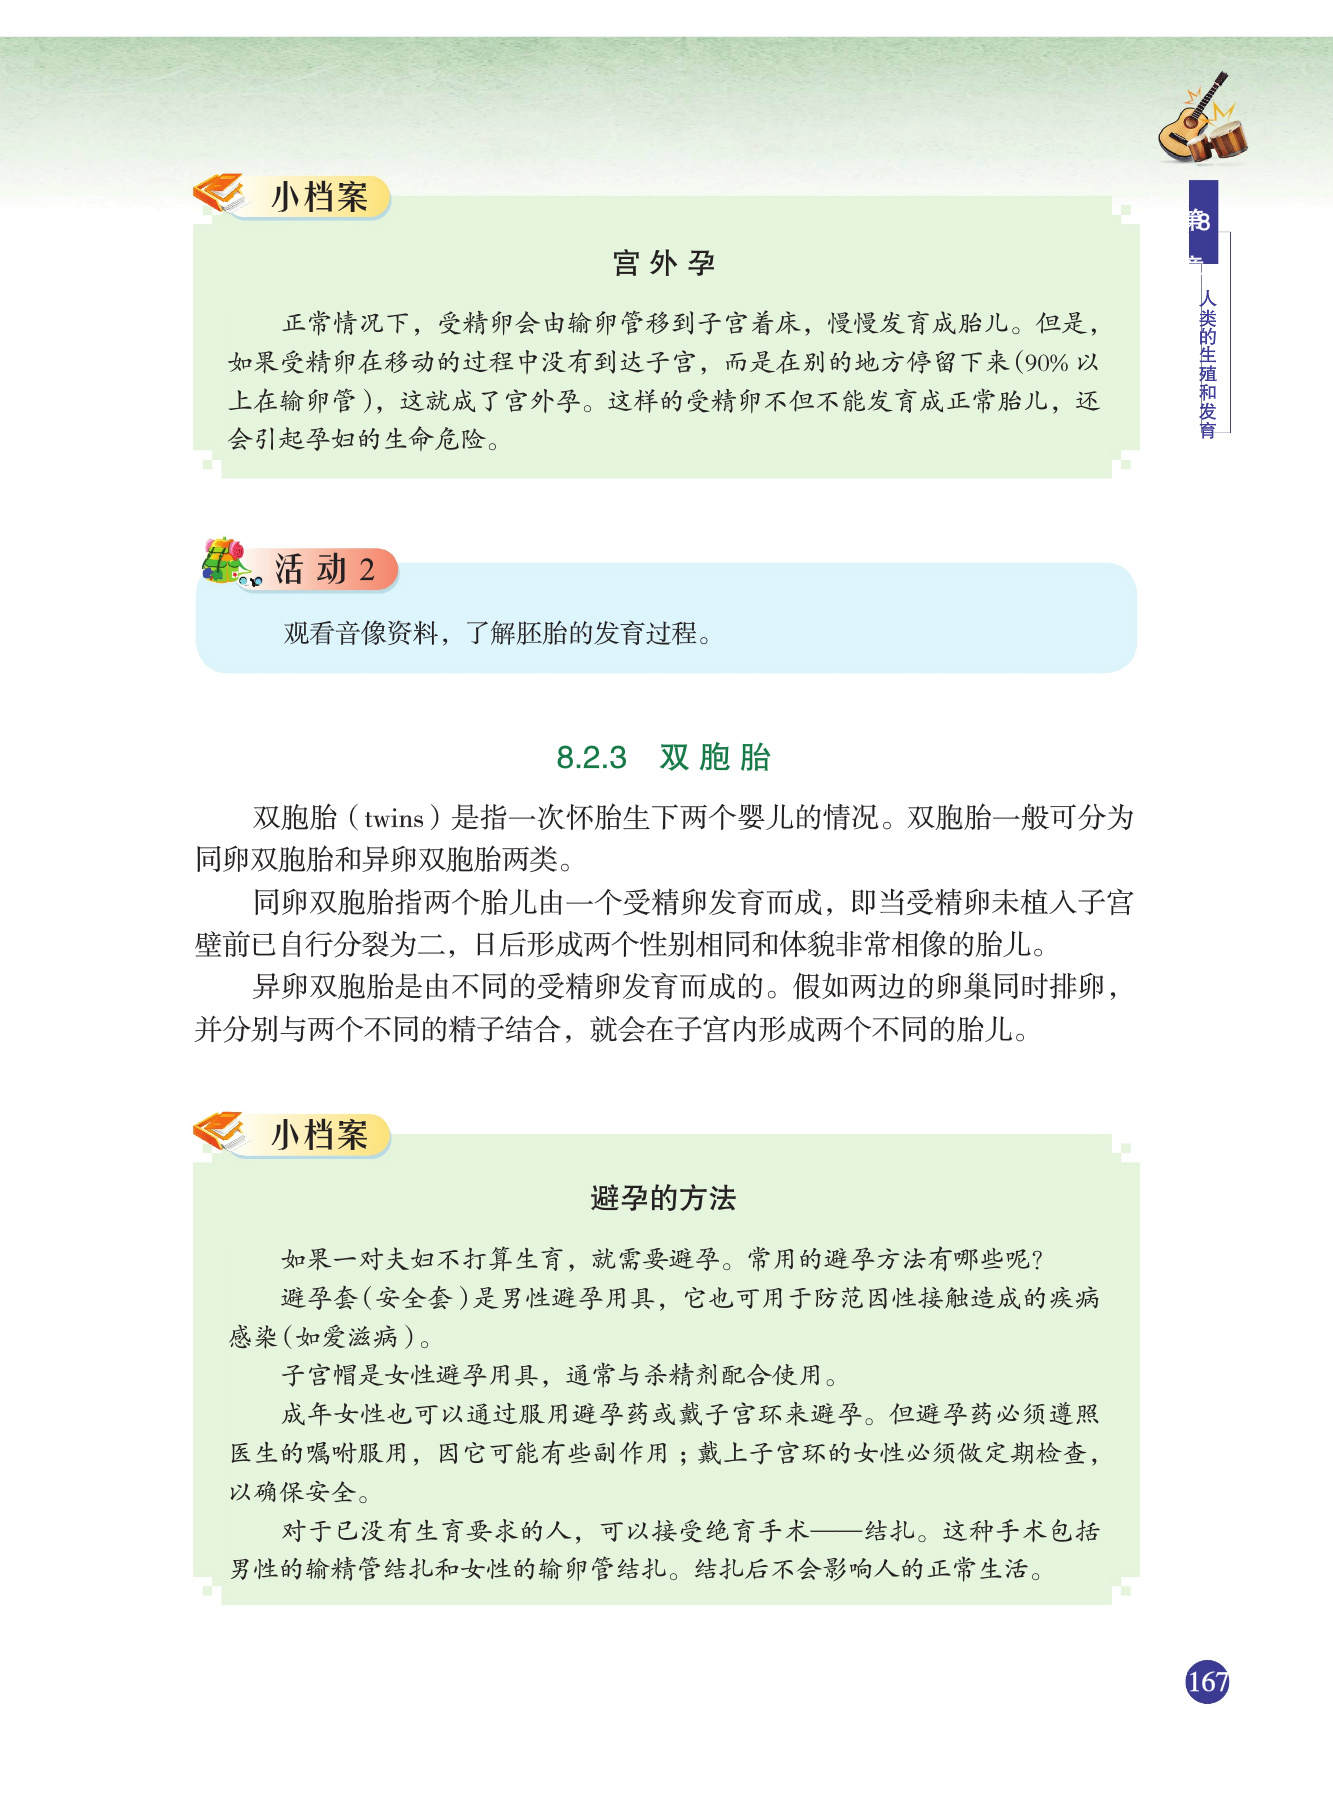 小档案
宫外孕
正常情况下，受精卵会由输卵管移到子宫着床，慢慢发育成胎儿。但是，
如果受精卵在移动的过程中没有到达子宫，而是在别的地方停留下来(90% 以
上在输卵管)，这就成了宫外孕。这样的受精卵不但不能发育成正常胎儿，还
会引起孕妇的生命危险。
第8章
人类的生殖和发育
活动2
观看音像资料，了解胚胎的发育过程。
8.2.3 双胞胎
双胞胎（twins）是指一次怀胎生下两个婴儿的情况。双胞胎一般可分为
同卵双胞胎和异卵双胞胎两类。
同卵双胞胎指两个胎儿由一个受精卵发育而成，即当受精卵未植入子宫
壁前已自行分裂为二，日后形成两个性别相同和体貌非常相像的胎儿。
异卵双胞胎是由不同的受精卵发育而成的。假如两边的卵巢同时排卵，
并分别与两个不同的精子结合，就会在子宫内形成两个不同的胎儿。
小档案
避孕的方法
如果一对夫妇不打算生育，就需要避孕。常用的避孕方法有哪些呢？
避孕套(安全套)是男性避孕用具，它也可用于防范因性接触造成的疾病
感染(如爱滋病)。
子宫帽是女性避孕用具，通常与杀精剂配合使用。
成年女性也可以通过服用避孕药或戴子宫环来避孕。但避孕药必须遵照
医生的嘱咐服用，因它可能有些副作用；戴上子宫环的女性必须做定期检查，
以确保安全。
对于已没有生育要求的人，可以接受绝育手术——结扎。这种手术包括
男性的输精管结扎和女性的输卵管结扎。结扎后不会影响人的正常生活。
167